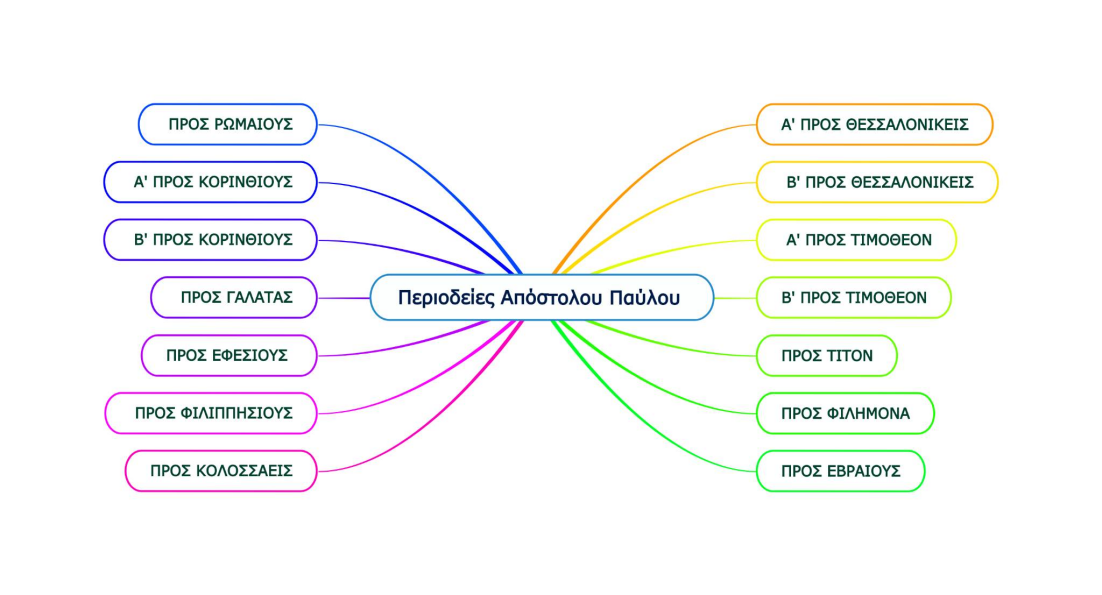 ΠΡΟΣ ΡΩΜΑΙΟΥΣ
Α' ΠΡΟΣ ΚΟΡΙΝΘΙΟΥΣ
Β' ΠΡΟΣ ΚΟΡΙΝΘΙΟΥΣ
ΠΡΟΣ ΓΑΛΑΤΑΣ
ΠΡΟΣ ΕΦΕΣΙΟΥΣ
ΠΡΟΣ ΦΙΛΙΠΠΗΣΙΟΥΣ
ΠΡΟΣ ΚΟΛΟΣΣΑΕΙΣ
Περιοδείες Απόστολου Παύλου
Α' ΠΡΟΣ ΘΕΣΣΑΛΟΝΙΚΕΙΣ
Β' ΠΡΟΣ ΘΕΣΣΑΛΟΝΙΚΕΙΣ
Α' ΠΡΟΣ ΤΙΜΟΘΕΟΝ
Β' ΠΡΟΣ ΤΙΜΟΘΕΟΝ
ΠΡΟΣ ΤΙΤΟΝ
ΠΡΟΣ ΦΙΛΗΜΟΝΑ
ΠΡΟΣ ΕΒΡΑΙΟΥΣ